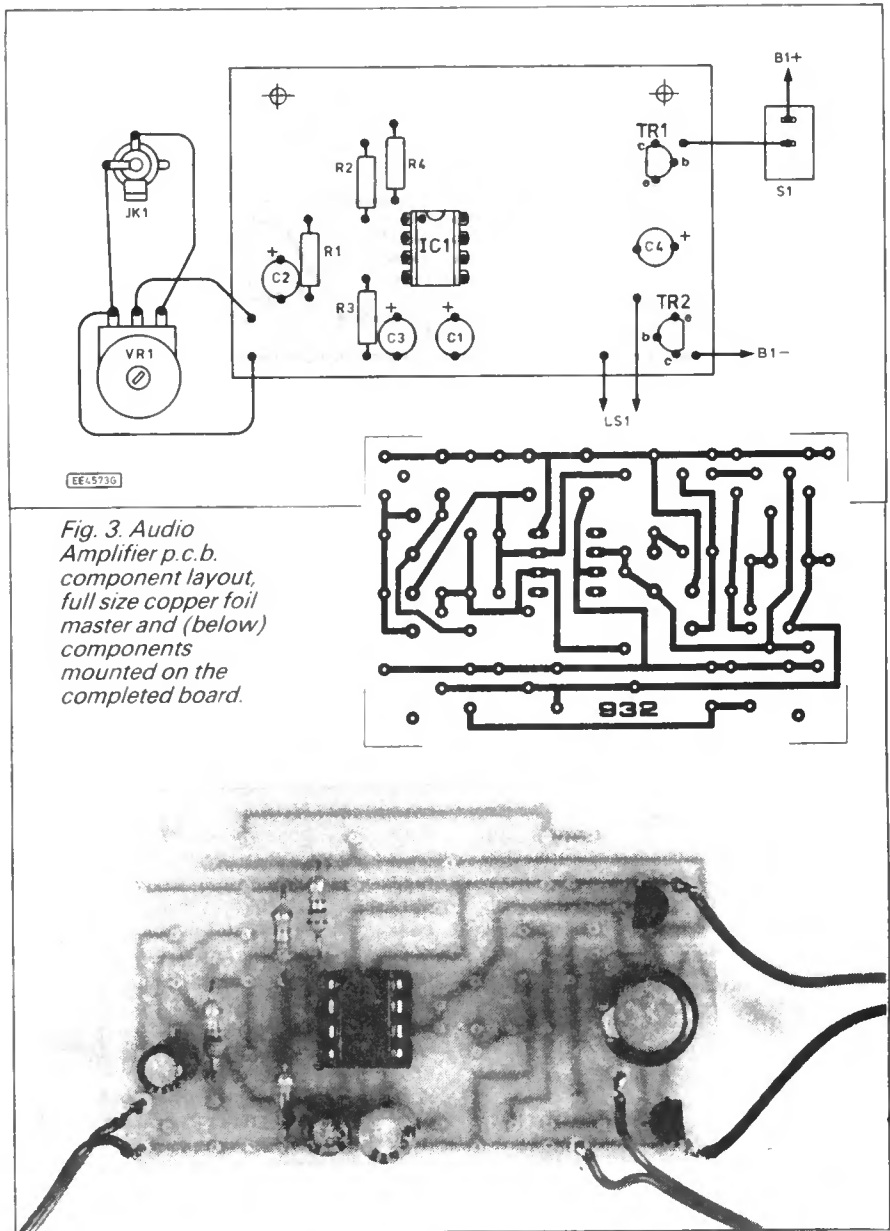 B1+
TR1
c
b
e
S1
JK1
R2
R4
IC1
R1
+
C2
C4
+
R3
+
C3
+
C1
TR2
e
b
c
B1-
VR1
LS1
EE4573G
Fig. 3. Audio
Amplifier p.c.b.
component layout,
full size copper foil
master and (below)
components
mounted on the
completed board.
932